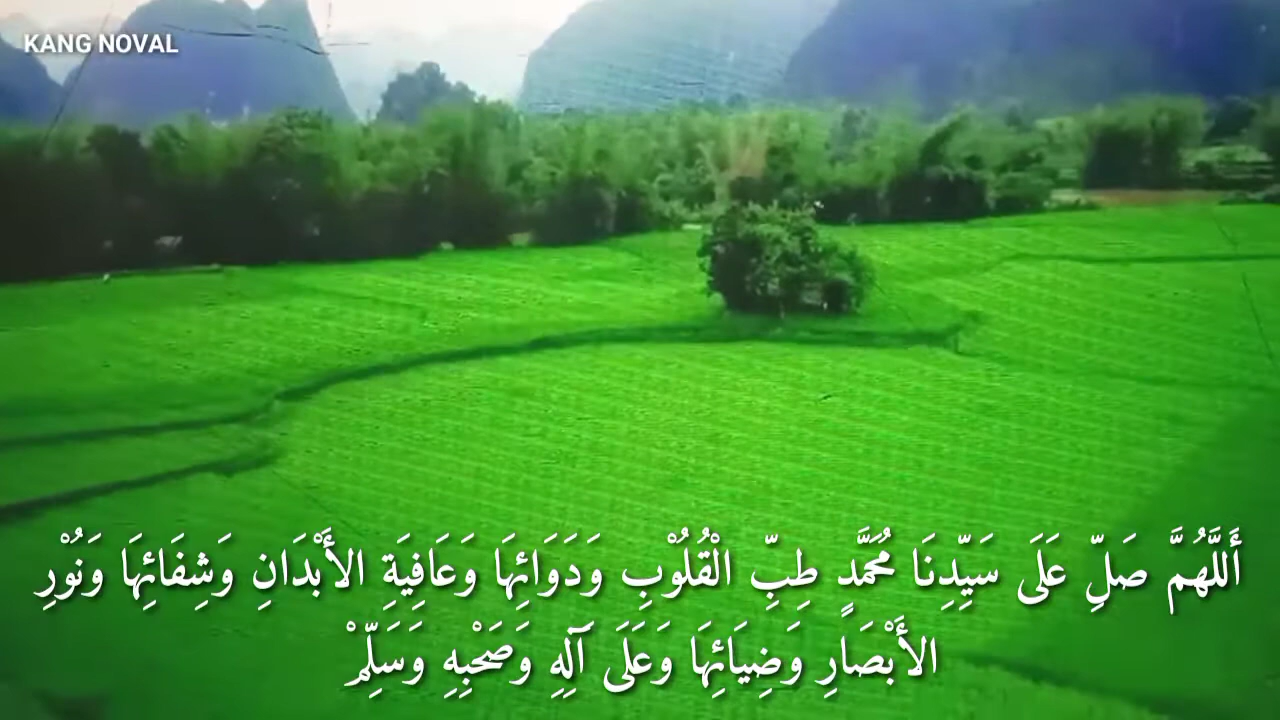 KANG NOVAL
أَللَّهُمَّ صَلِّ عَلَى سَيِّدِنَا مُحَمَّدٍ طِبِّ الْقُلُوْبِ وَدَوَائِهَا وَعَافِيَةِ الأَبْدَانِ وَشِفَائِهَا وَنُوْرِ
الأَبْصَارِ وَضِيَائِهَا وَعَلَى آلِهِ وَصَحْبِهِ وَسَلِّمْ